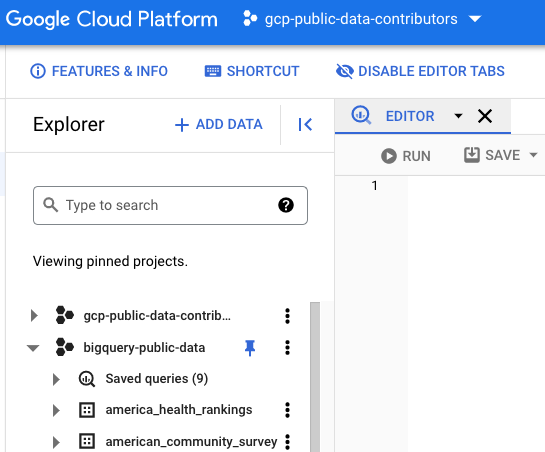 Google Cloud Platform gcp-public-data-contributors
FEATURES & INFO SHORTCUT DISABLE EDITOR TABS
Explorer + ADD DATA
EDITOR
RUN SAVE
Type to search ?
1
Viewing pinned projects.
gcp-public-data-contrib...
bigquery-public-data
Saved queries (9)
america_health_rankings
american_community_survey